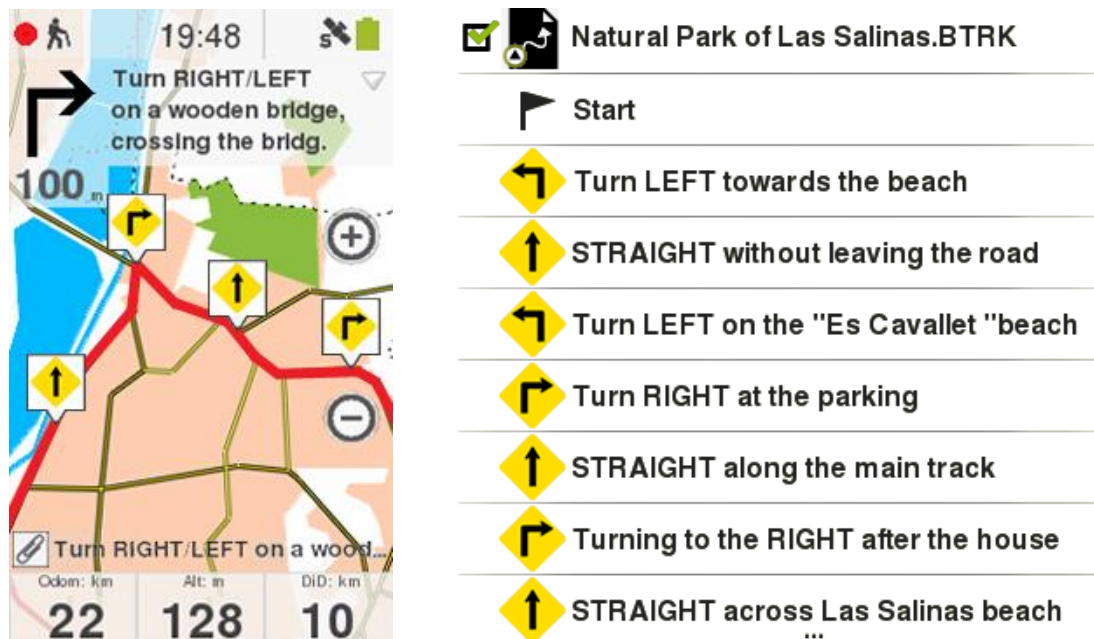 19:48
S
Turn RIGHT/LEFT
on a wooden bridge,
crossing the bridg.
100 m
Turn RIGHT/LEFT on a wood...
Odom: km Alt: m DiD: km
22 128 10
Natural Park of Las Salinas.BTRK
Start
Turn LEFT towards the beach
STRAIGHT without leaving the road
Turn LEFT on the "Es Cavallet "beach
Turn RIGHT at the parking
STRAIGHT along the main track
Turning to the RIGHT after the house
STRAIGHT across Las Salinas beach
...